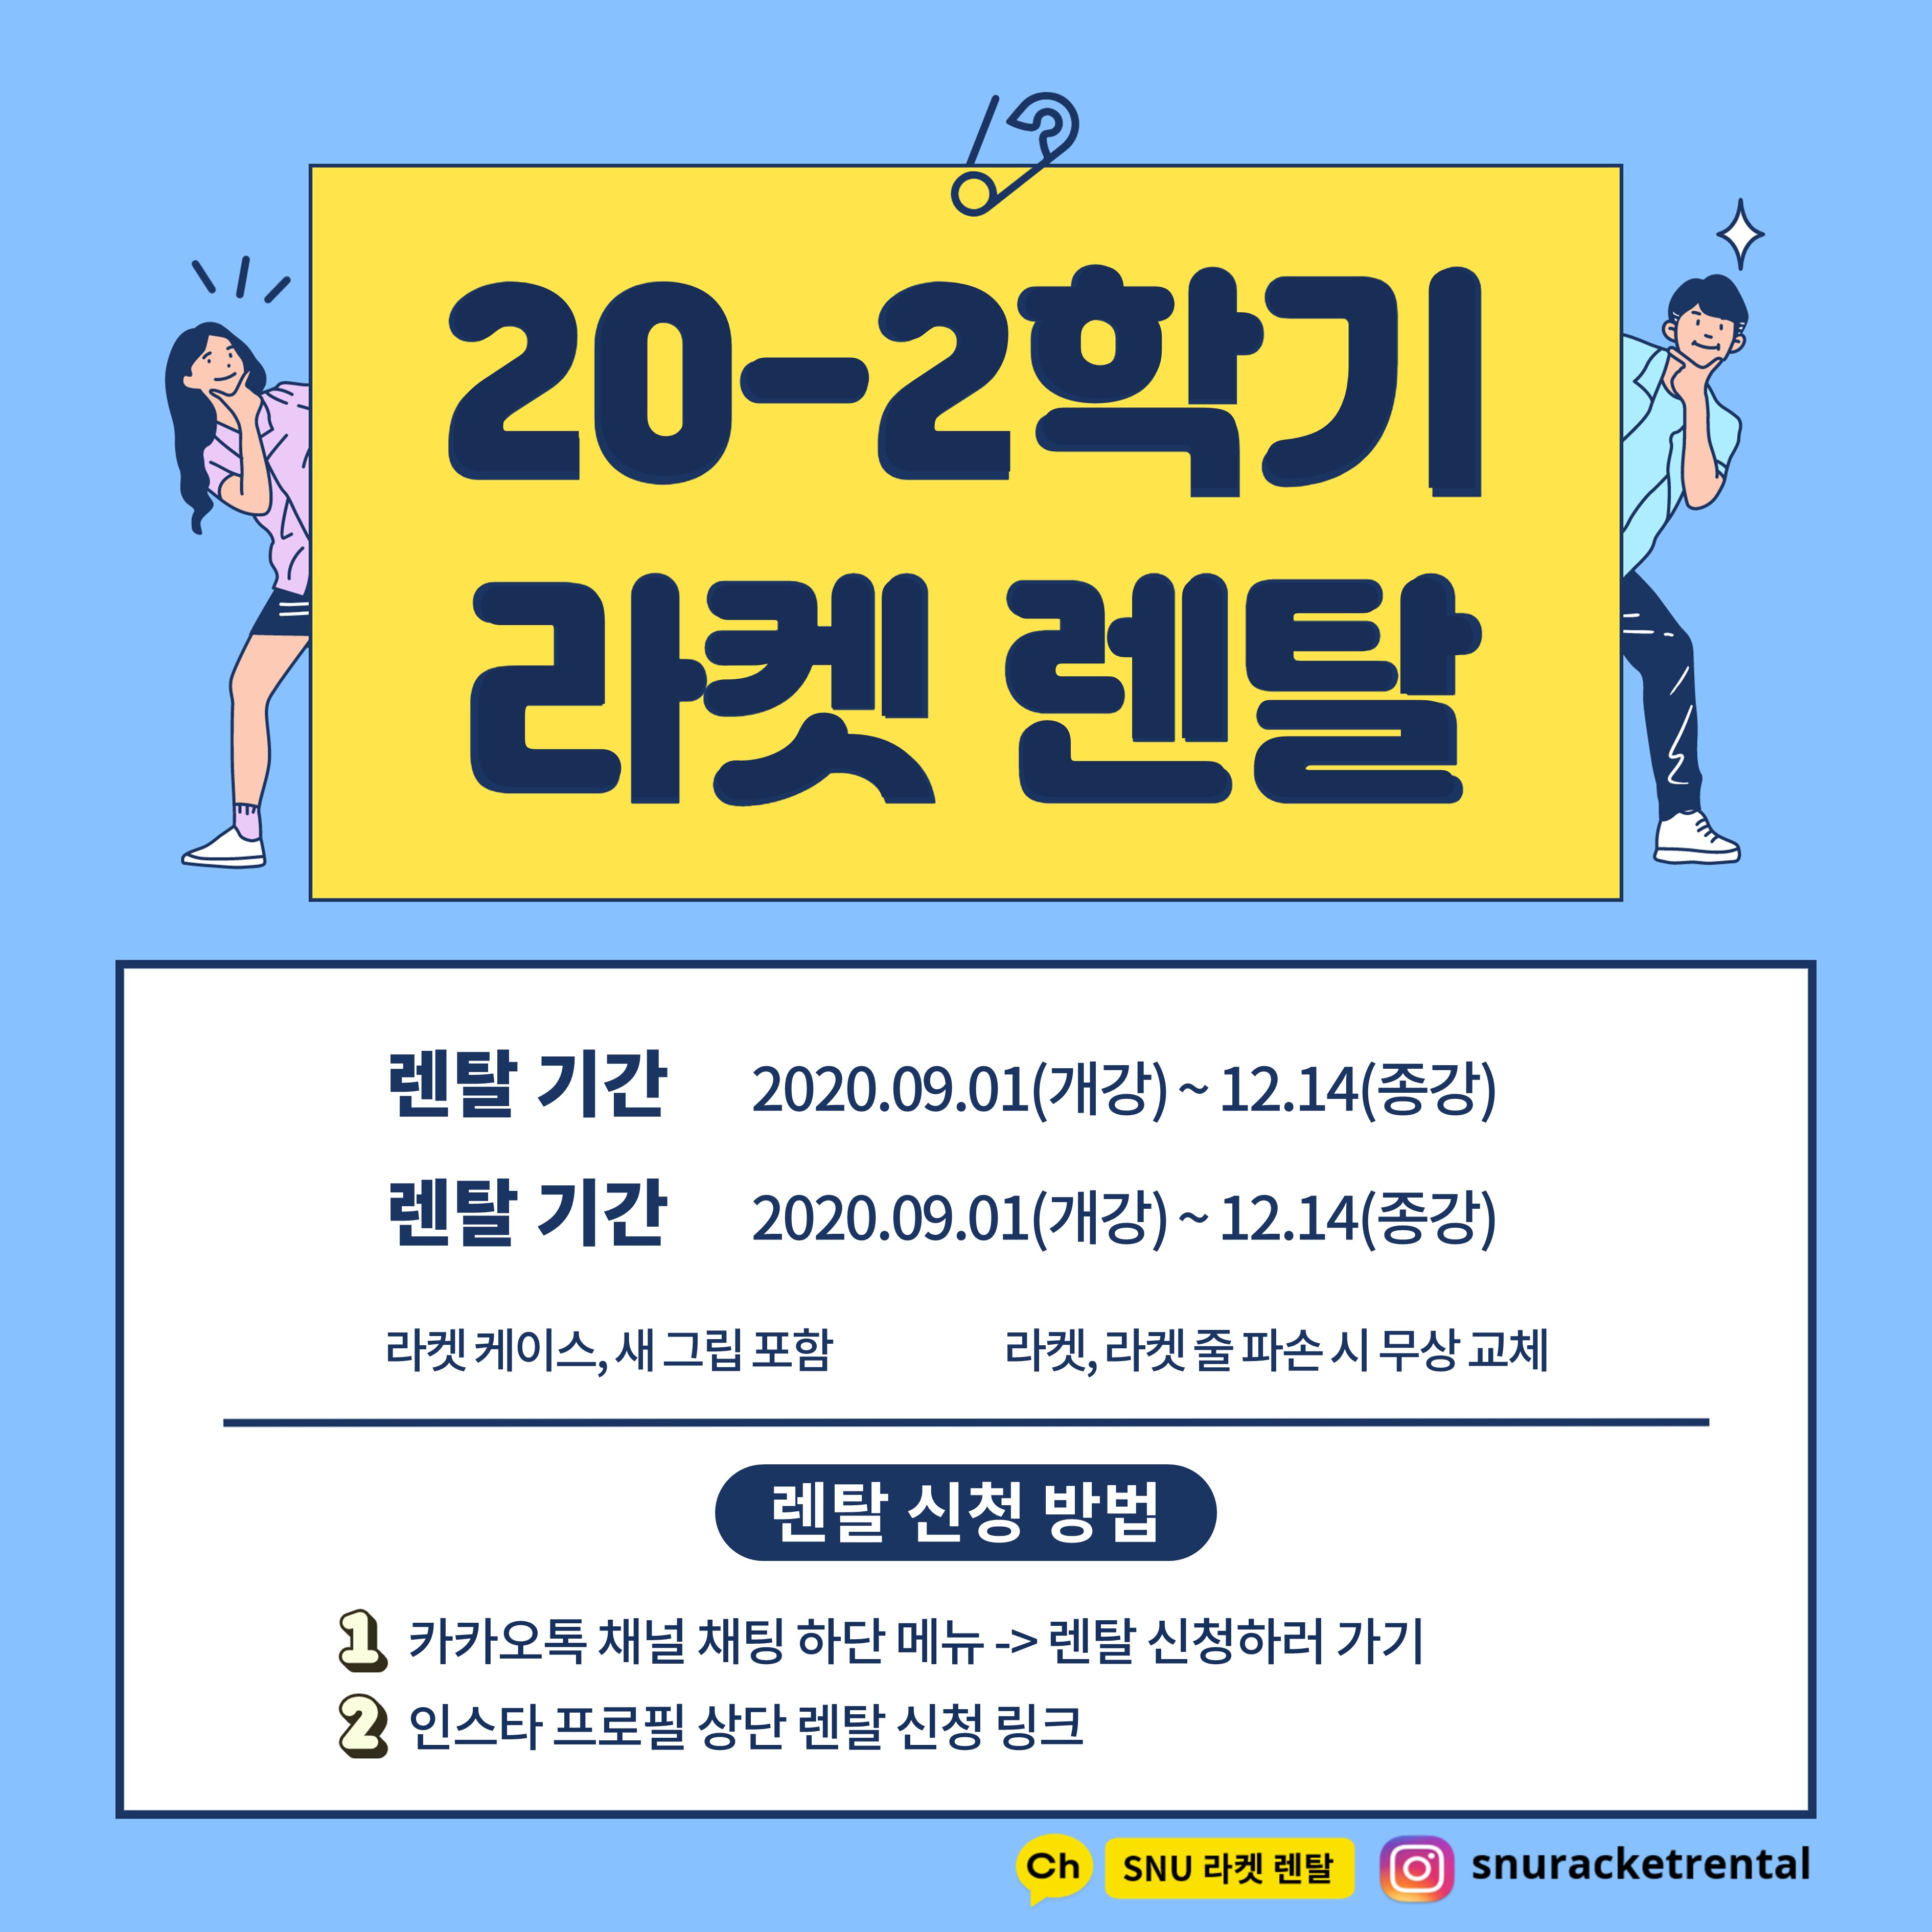 20-2학기
라켓 렌탈
렌탈 기간 2020.09.01(개강) ~ 12.14(종강)
렌탈 기간 2020.09.01(개강) ~ 12.14(종강)
라켓 케이스, 새 그립 포함 라켓, 라켓 줄 파손 시 무상 교체
렌탈 신청 방법
1 카카오톡 채널 채팅 하단 메뉴 -> 렌탈 신청하러 가기
2 인스타 프로필 상단 렌탈 신청 링크
Ch SNU 라켓 렌탈 snuracketrental